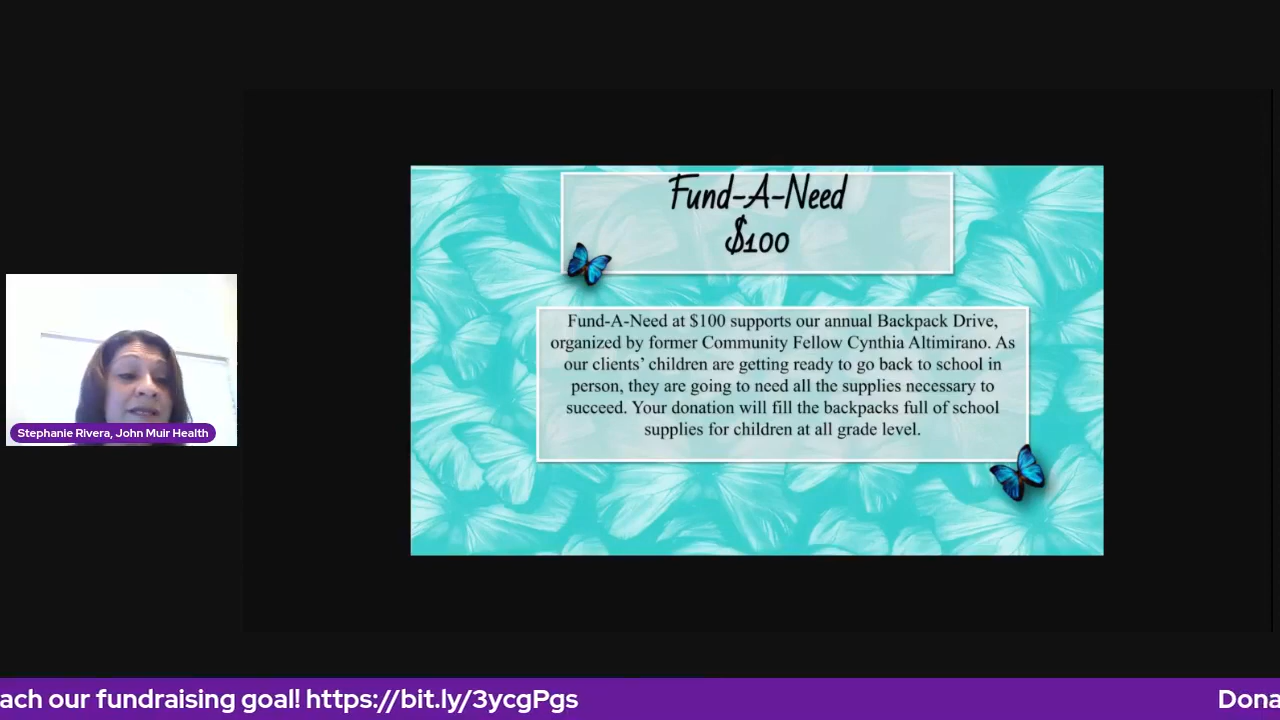 Fund-A-Need
$100
Fund-A-Need at $100 supports our annual Backpack Drive,
organized by former Community Fellow Cynthia Altimirano. As
our clients’ children are getting ready to go back to school in
person, they are going to need all the supplies necessary to
succeed. Your donation will fill the backpacks full of school
supplies for children at all grade level.
Stephanie Rivera, John Muir Health
ach our fundraising goal! https://bit.ly/3ycgPgs
Dona